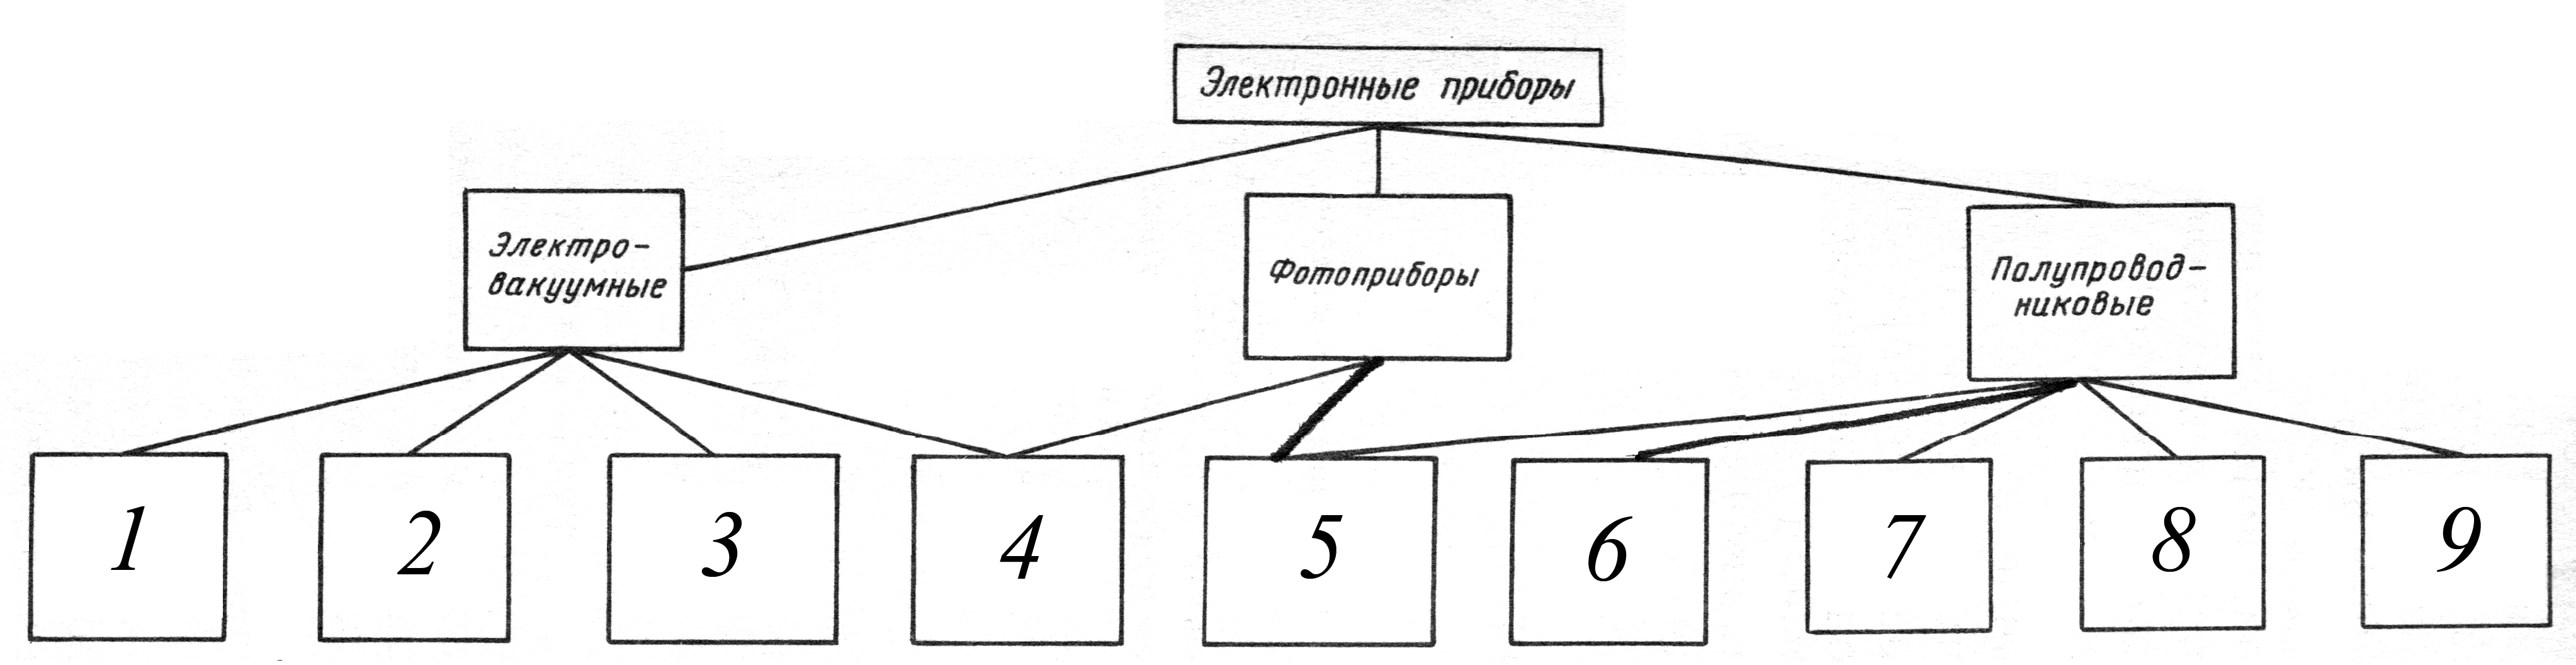 Электронные приборы
Электро-
вакуумные
Фотоприборы
Полупровод-
никовые
1
2
3
4
5
6
7
8
9